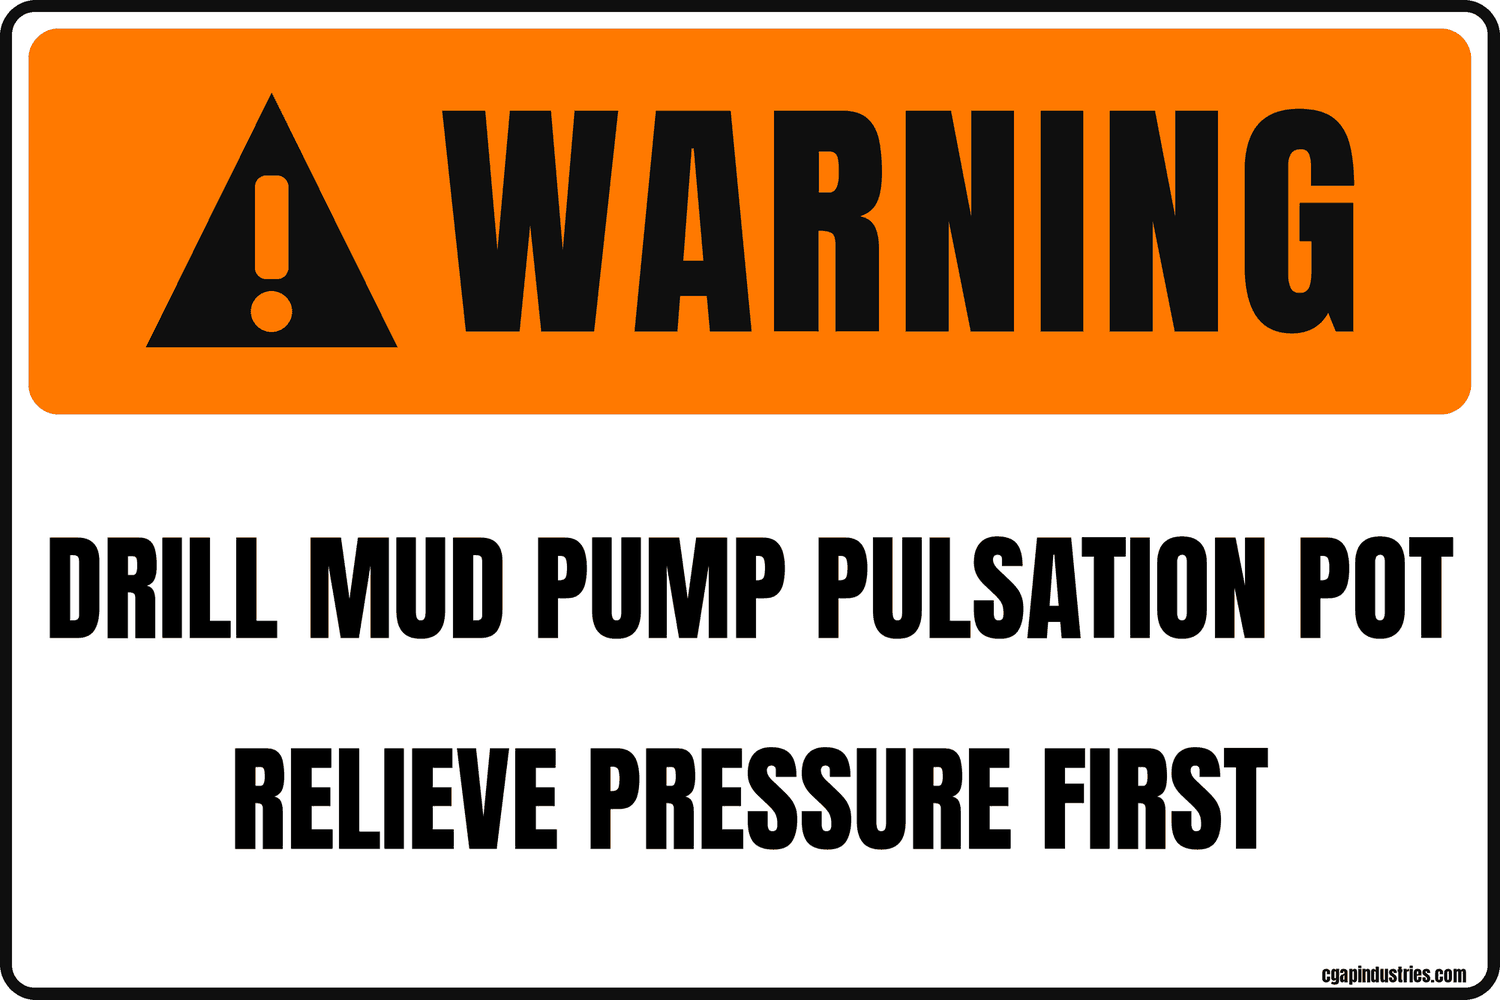 WARNING
DRILL MUD PUMP PULSATION POT
RELIEVE PRESSURE FIRST
cgapindustries.com